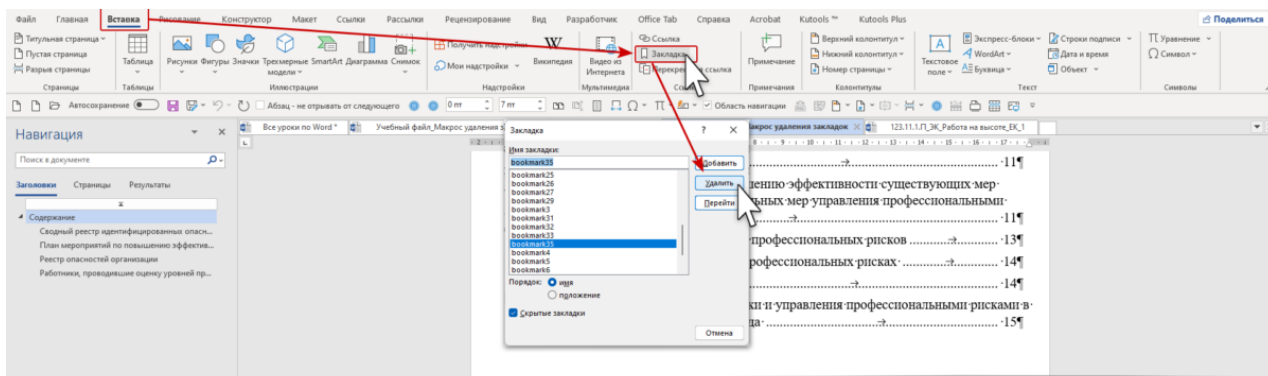 Файл Главная Вставка Рисование Конструктор Макет Ссылки Рассылки Рецензирование Вид Разработчик Office Tab Справка Acrobat Kutools ™ Kutools Plus Поделиться
Титульная страница
Пустая страница
Разрыв страницы
Страницы
Таблица
Таблицы
Рисунки Фигуры Значки Трехмерные модели SmartArt Диаграмма Снимок
Иллюстрации
Получить надстройки
Мои надстройки
Википедия
Надстройки
Видео из Интернета
Мультимедиа
Ссылка
Закладка
ссылка
Примечание
Примечания
Верхний колонтитул
Нижний колонтитул
Номер страницы
Колонтитулы
Текстовое поле
Экспресс-блоки
WordArt
Буквица
Строки подписи
Дата и время
Объект
Текст
Уравнение
Символ
Символы
Автосохранение Абзац - не отрывать от следующего 0 пт 7 пт Область навигации
Навигация
Поиск в документе
Заголовки Страницы Результаты
Содержание
Сводный реестр идентифицированных опасн...
План мероприятий по повышению эффектив...
Реестр опасностей организации
Работники, проводившие оценку уровней пр...
Все уроки по Word * Учебный файл_Макрос удаления з акрос удаления закладок 123.11.1.П_ЭК_Работа на высоте_ЕК_1
Закладка ? ×
Имя закладки:
bookmark35
bookmark25
bookmark26
bookmark27
bookmark29
bookmark3
bookmark31
bookmark32
bookmark33
bookmark35
bookmark4
bookmark5
bookmark6
Добавить
Удалить
Перейти
Порядок: имя
положение
Скрытые закладки
Отмена
→ ·11¶
ению·эффективности·существующих·мер·
ьных·мер·управления·профессиональными·
→ ·11¶
профессиональных·рисков ............→............ ·13¶
рофессиональных·рисках· ............→............ ·14¶
→ ·14¶
ки·и·управления·профессиональными·рисками·в·
да· ............→............ ·15¶